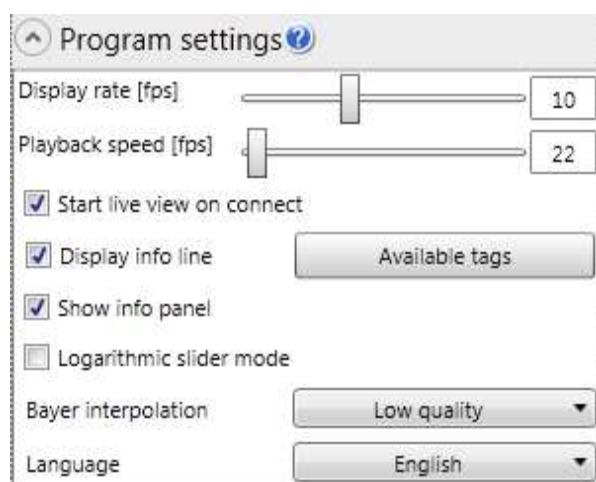 Program settings
Display rate [fps] 10
Playback speed [fps] 22
Start live view on connect
Display info line Available tags
Show info panel
Logarithmic slider mode
Bayer interpolation Low quality
Language English